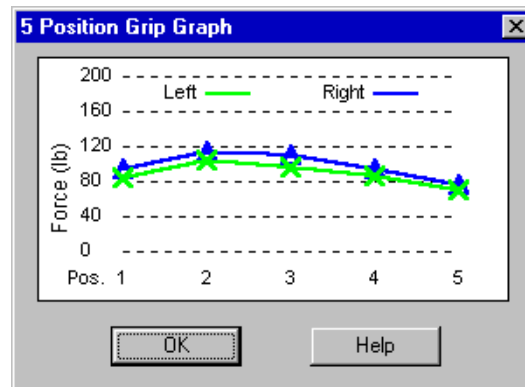 5 Position Grip Graph
200
Left Right
160
120
80
40
0
Force (lb)
Pos. 1 2 3 4 5
OK Help